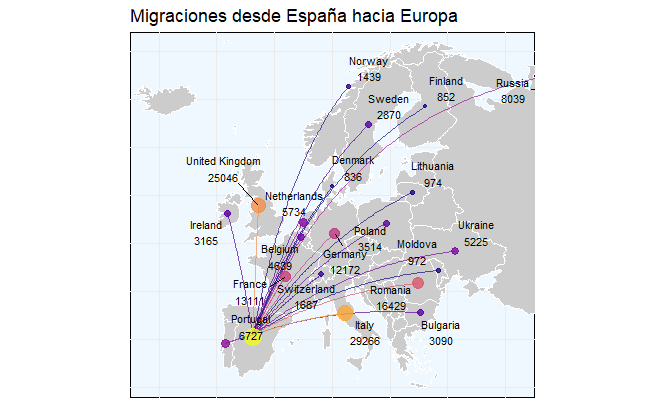 Migraciones desde España hacia Europa
Norway
1439
Finland
852
Russia
8039
Sweden
2870
United Kingdom
25046
Denmark
836
Lithuania
974
Netherlands
5734
Ireland
3165
Belgium
4639
Poland
3514
Ukraine
5225
Moldova
972
Germany
12172
France
13111
Switzerland
1687
Romania
16429
Portugal
6727
Italy
29266
Bulgaria
3090